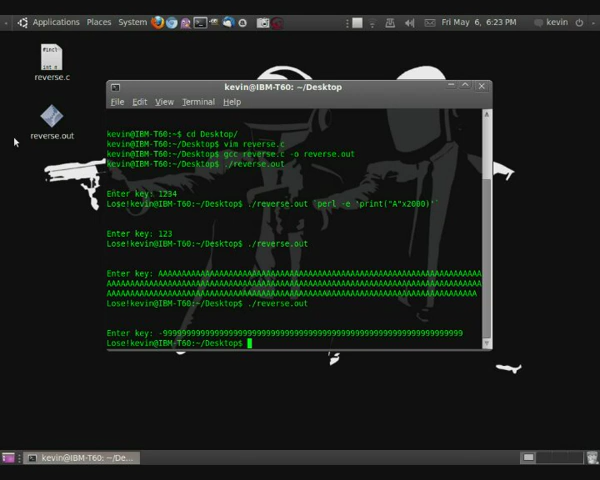 Applications Places System
Fri May 6, 6:23 PM
kevin
reverse.c
reverse.out
kevin@IBM-T60: ~/Desktop
File Edit View Terminal Help
kevin@IBM-T60:~$ cd Desktop/
kevin@IBM-T60:~/Desktop$ vim reverse.c
kevin@IBM-T60:~/Desktop$ gcc reverse.c -o reverse.out
kevin@IBM-T60:~/Desktop$ ./reverse.out
Enter key: 1234
Lose!kevin@IBM-T60:~/Desktop$ ./reverse.out `perl -e 'print("A"x2000)'`
Enter key: 123
Lose!kevin@IBM-T60:~/Desktop$ ./reverse.out
Enter key:
Lose!kevin@IBM-T60:~/Desktop$ ./reverse.out
Enter key:
Lose!kevin@IBM-T60:~/Desktop$
kevin@IBM-T60: ~/De...